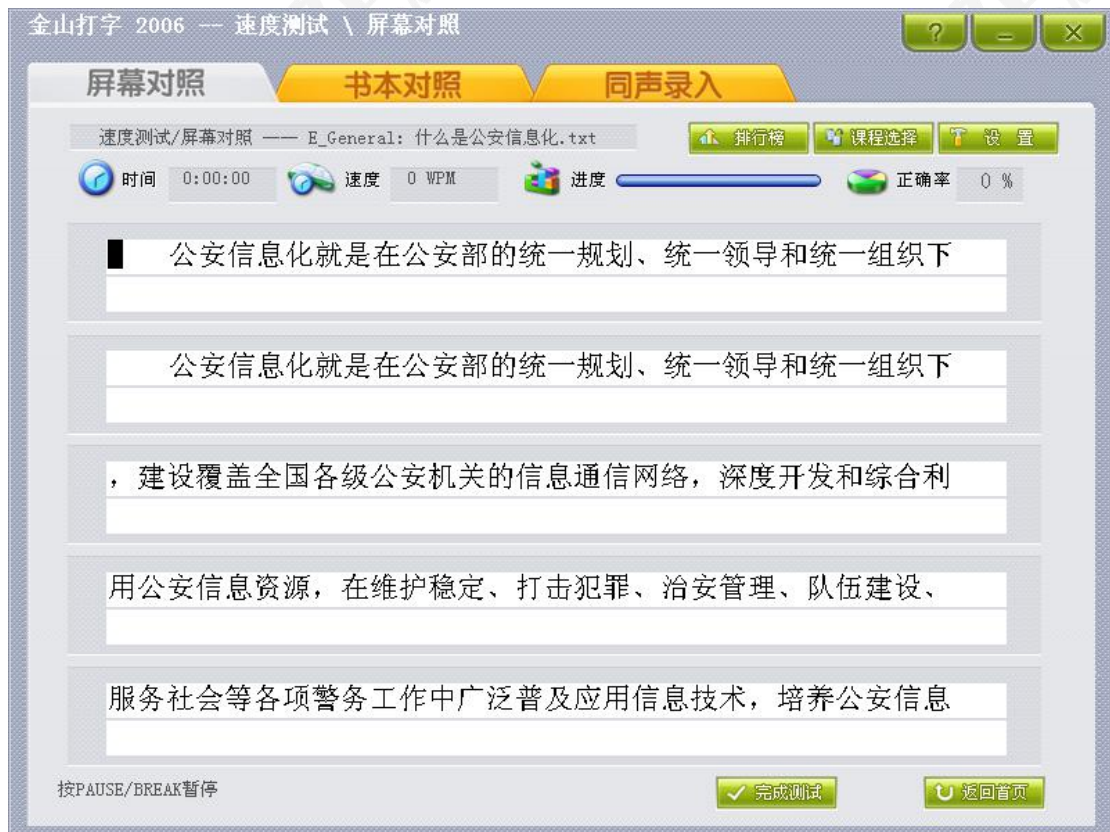 金山打字 2006 -- 速度测试 \ 屏幕对照
? - ×
屏幕对照 书本对照 同声录入
速度测试/屏幕对照 —— E_General: 什么是公安信息化.txt 排行榜 课程选择 设 置
时间 0:00:00 速度 0 WPM 进度 正确率 0 %
公安信息化就是在公安部的统一规划、统一领导和统一组织下
公安信息化就是在公安部的统一规划、统一领导和统一组织下
，建设覆盖全国各级公安机关的信息通信网络，深度开发和综合利
用公安信息资源，在维护稳定、打击犯罪、治安管理、队伍建设、
服务社会等各项警务工作中广泛普及应用信息技术，培养公安信息
按PAUSE/BREAK暂停 完成测试 返回首页